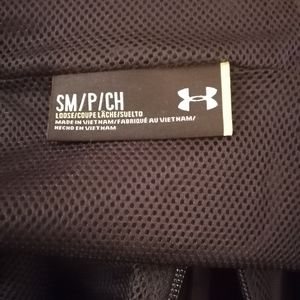 SM/P/CH
LOOSE/COUPE LÂCHE/SUELTO
MADE IN VIETNAM/FABRIQUÉ AU VIETNAM/
HECHO EN VIETNAM